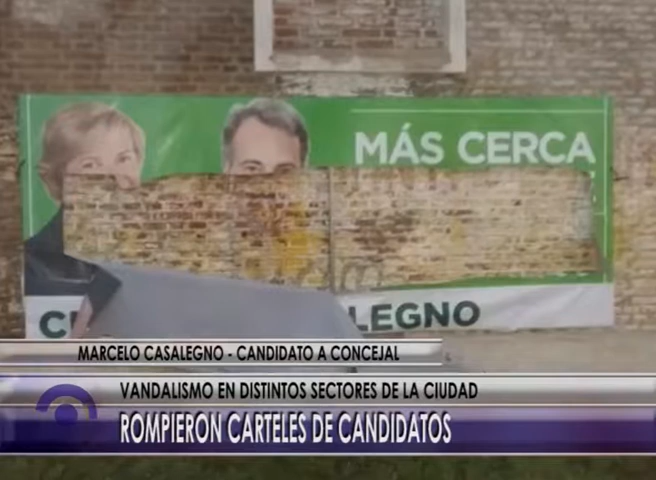 MÁS CERCA
LEGNO
MARCELO CASALEGNO - CANDIDATO A CONCEJAL
VANDALISMO EN DISTINTOS SECTORES DE LA CIUDAD
ROMPIERON CARTELES DE CANDIDATOS